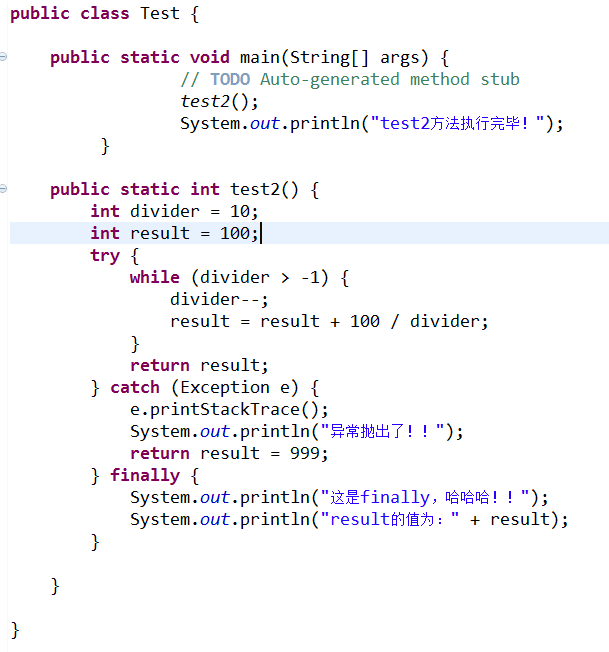 public class Test {
public static void main(String[] args) {
// TODO Auto-generated method stub
test2();
System.out.println("test2方法执行完毕！");
}
public static int test2() {
int divider = 10;
int result = 100;
try {
while (divider > -1) {
divider--;
result = result + 100 / divider;
}
return result;
} catch (Exception e) {
e.printStackTrace();
System.out.println("异常抛出了！！");
return result = 999;
} finally {
System.out.println("这是finally，哈哈哈！！");
System.out.println("result的值为：" + result);
}
}
}